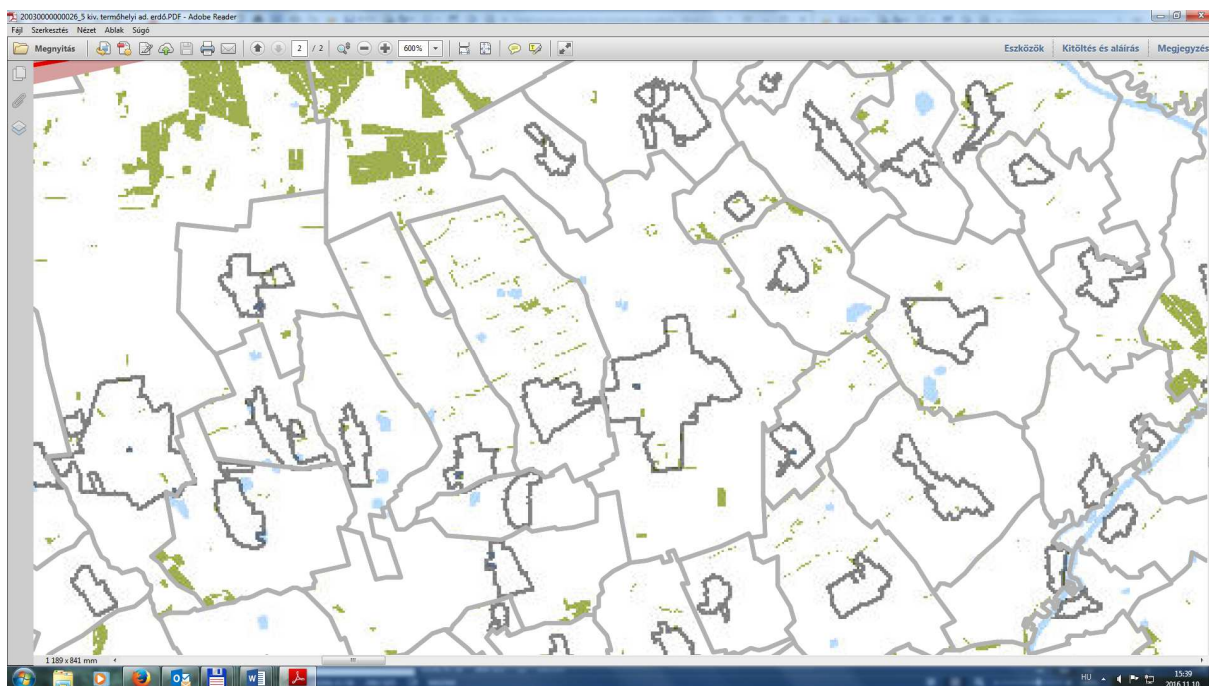 20030000000026_5 kiv. termőhelyi ad. erdő.PDF - Adobe Reader
Fájl Szerkesztés Nézet Ablak Súgó
Megnyitás 2 / 2 600% Eszközök Kitöltés és aláírás Megjegyzés
1 189 x 841 mm
HU 15:39
2016.11.10